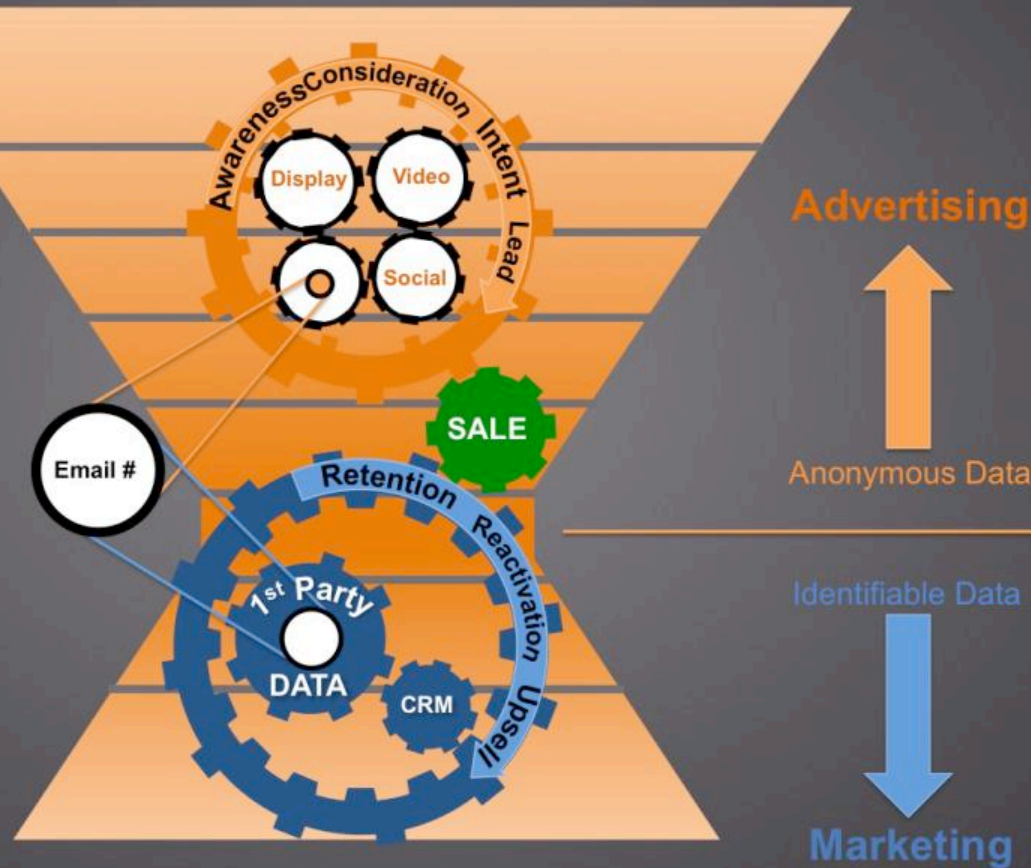 Awareness
Consideration
Intent
Lead
Display
Video
Social
Advertising
SALE
Email #
Anonymous Data
Retention
Reactivation
Upsell
Identifiable Data
1st Party
DATA
CRM
Marketing